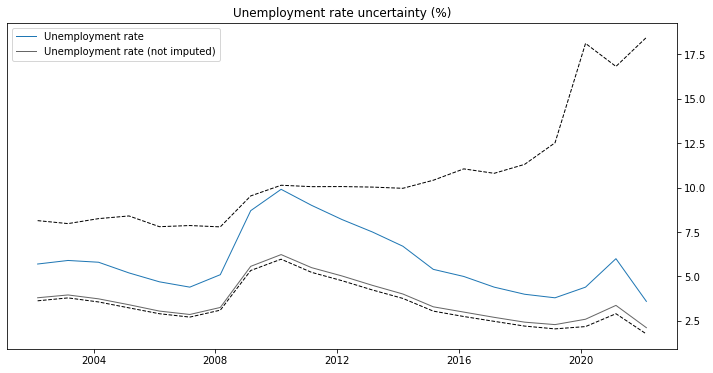 Unemployment rate uncertainty (%)
Unemployment rate
Unemployment rate (not imputed)
17.5
15.0
12.5
10.0
7.5
5.0
2.5
2004 2008 2012 2016 2020